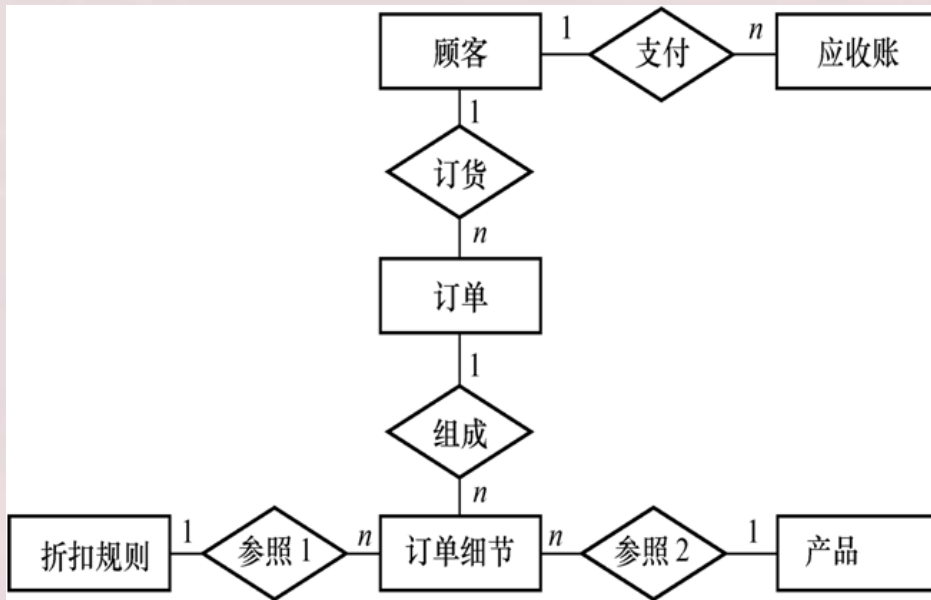 顾客 1 支付 n 应收账
1
订货
n
订单
1
组成
n
折扣规则 1 参照 1 n 订单细节 n 参照 2 1 产品